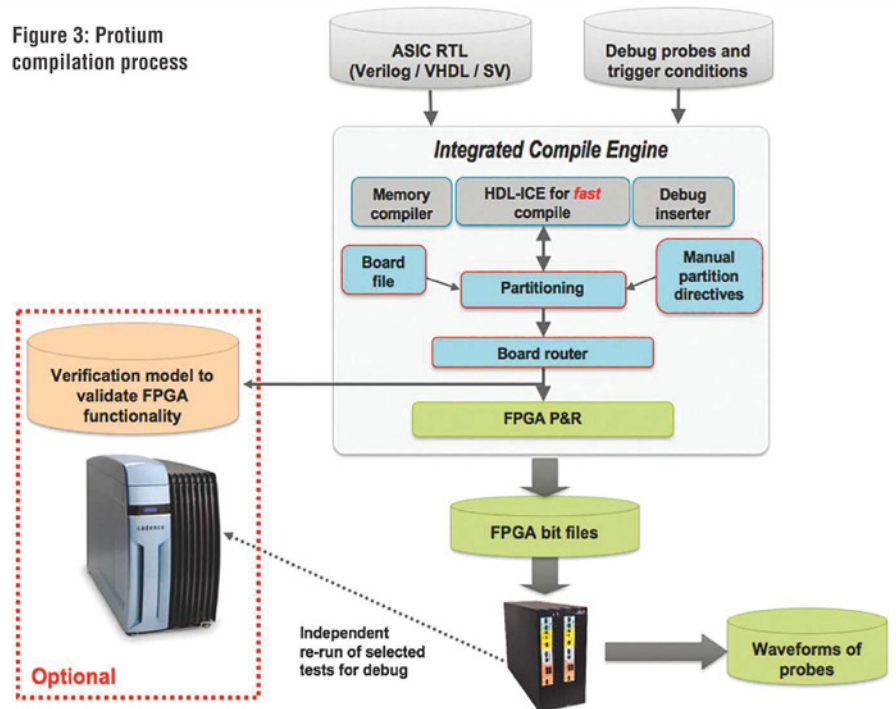 Figure 3: Protium
compilation process
ASIC RTL
(Verilog / VHDL / SV)
Debug probes and
trigger conditions
Integrated Compile Engine
Memory
compiler
HDL-ICE for fast
compile
Debug
inserter
Board
file
Partitioning
Manual
partition
directives
Board router
Verification model to
validate FPGA
functionality
FPGA P&R
FPGA bit files
cadence
Independent
re-run of selected
tests for debug
Waveforms of
probes
Optional